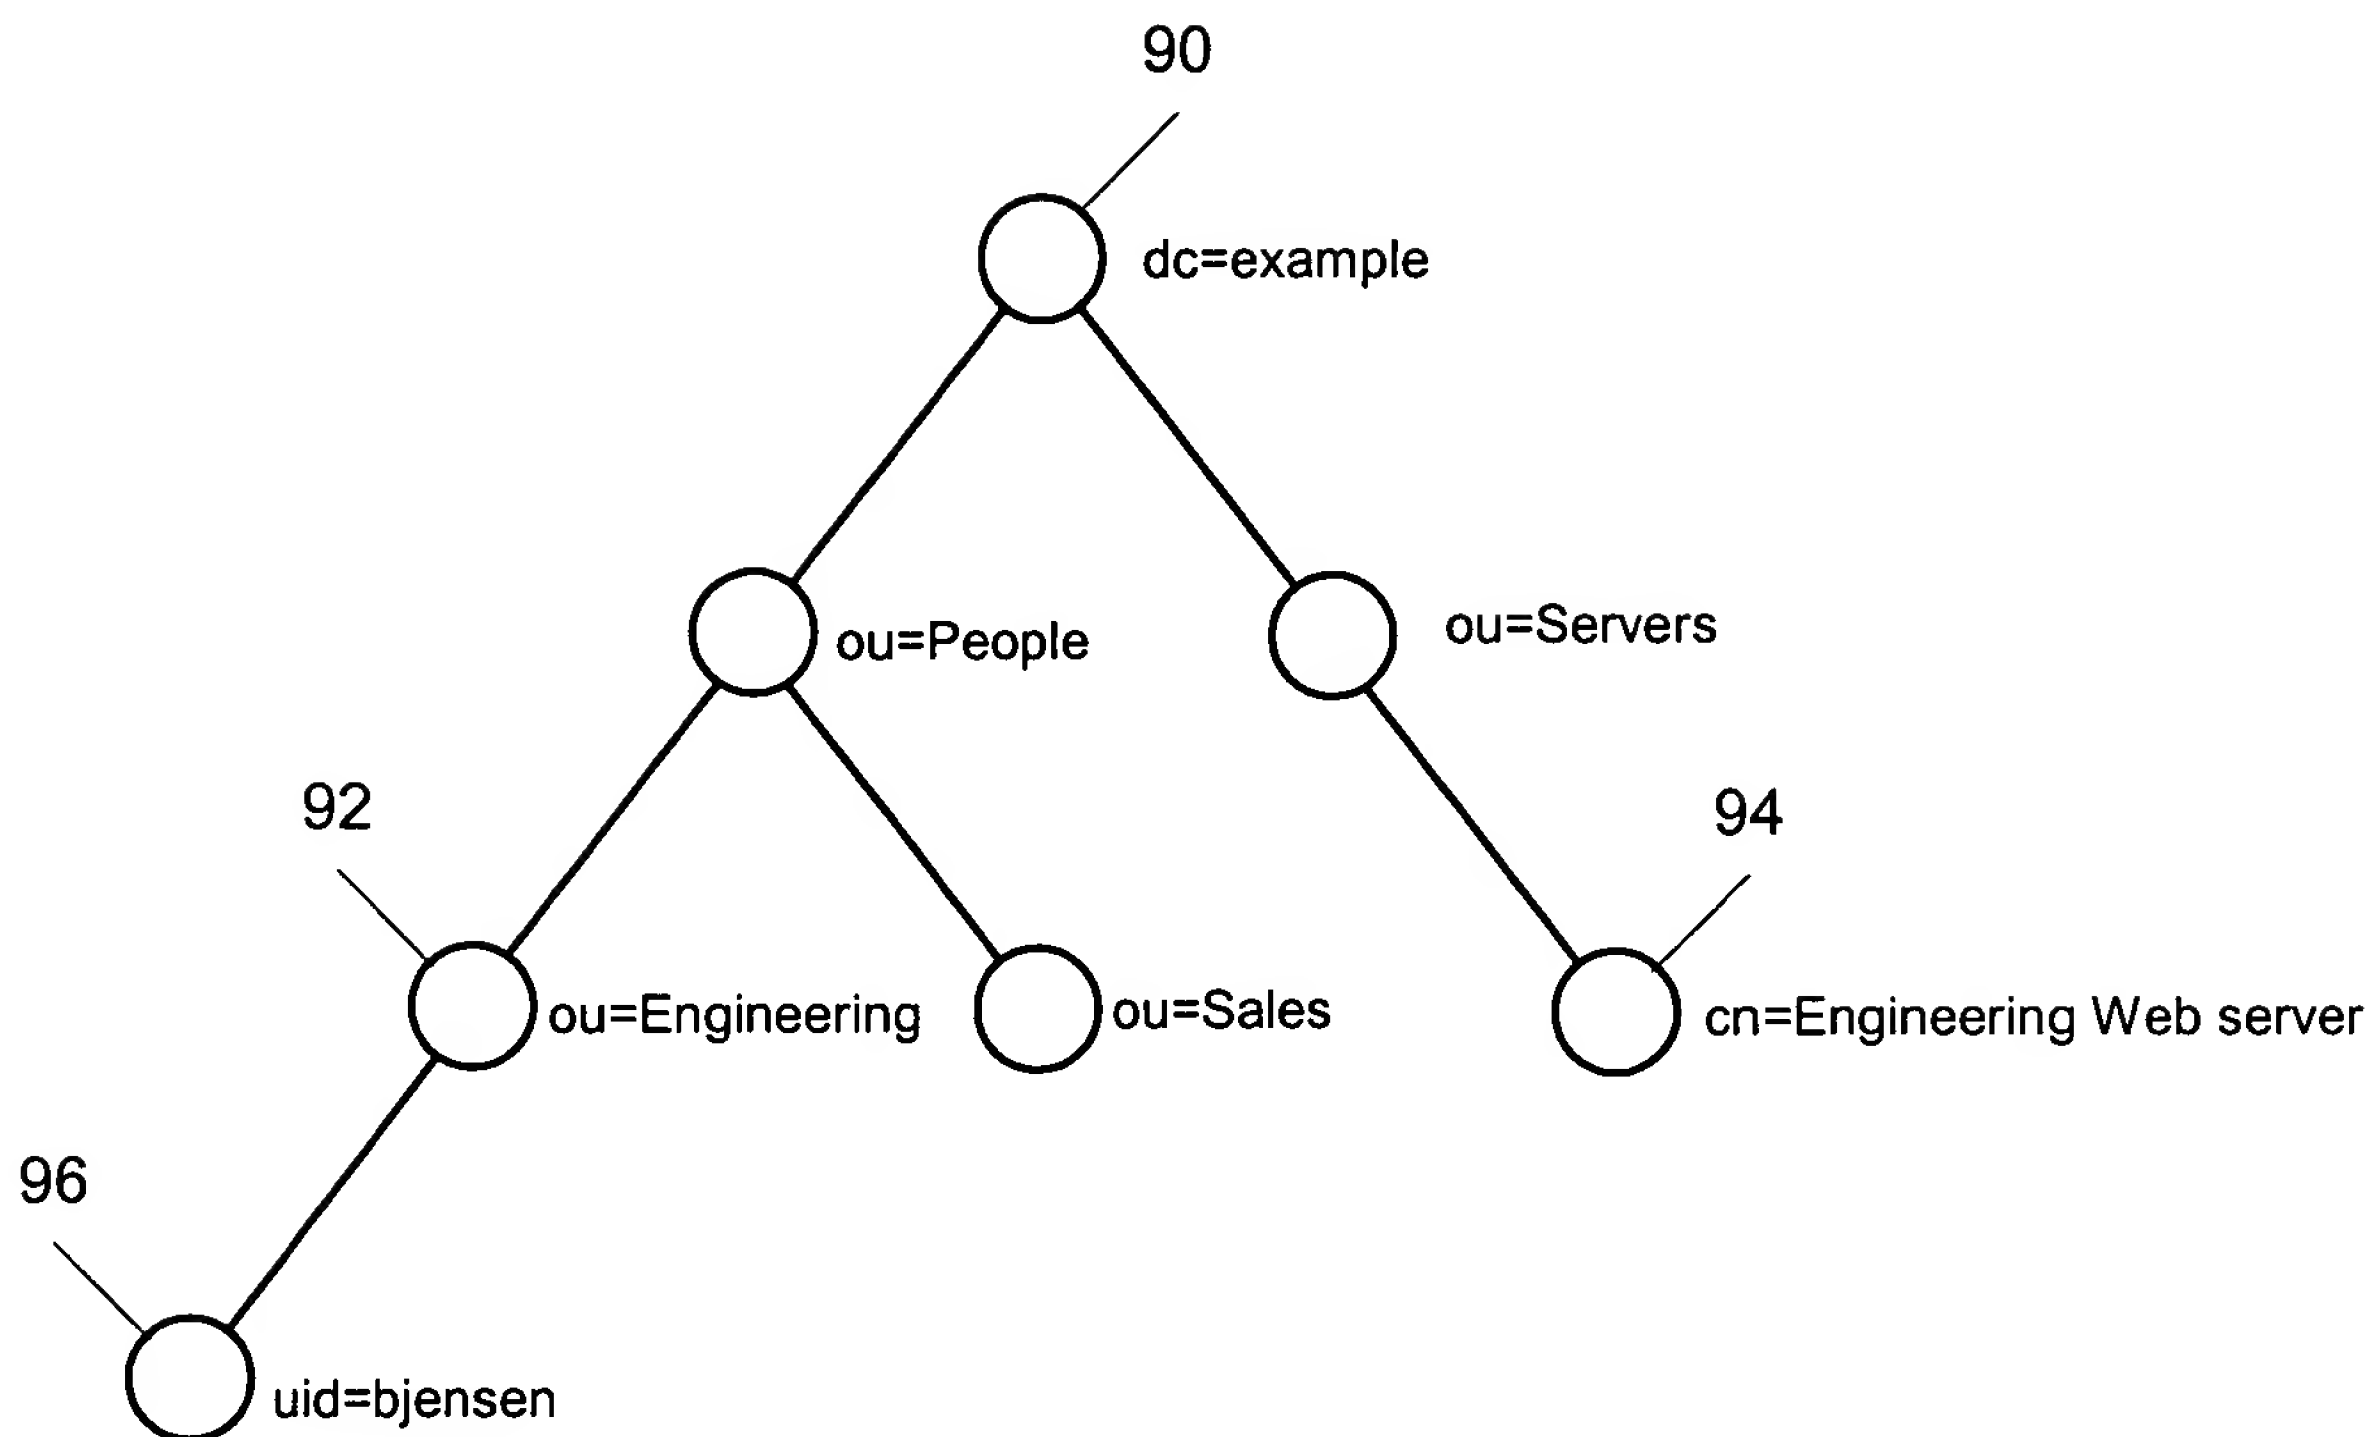 90
dc=example
ou=People
ou=Servers
92
94
ou=Engineering
ou=Sales
cn=Engineering Web server
96
uid=bjensen